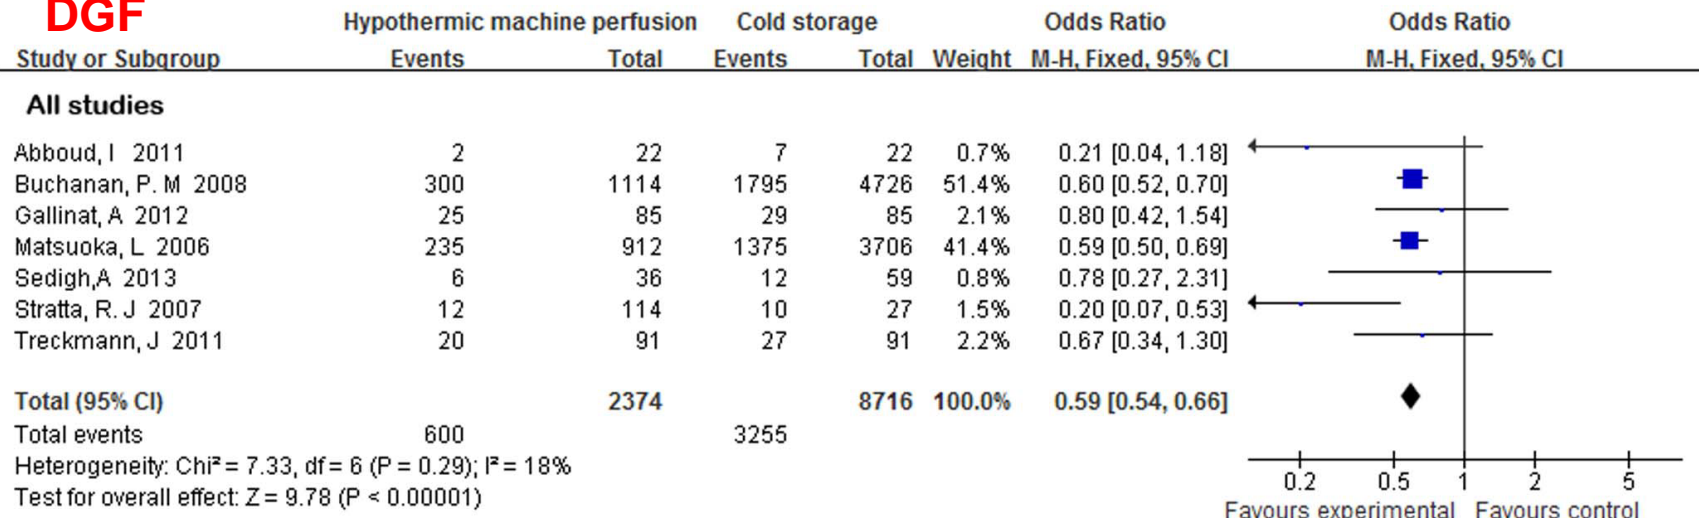 DGF
Hypothermic machine perfusion Cold storage Odds Ratio Odds Ratio
Study or Subgroup Events Total Events Total Weight M-H, Fixed, 95% CI M-H, Fixed, 95% CI
All studies
Abboud, I 2011 2 22 7 22 0.7% 0.21 [0.04, 1.18]
Buchanan, P. M 2008 300 1114 1795 4726 51.4% 0.60 [0.52, 0.70]
Gallinat, A 2012 25 85 29 85 2.1% 0.80 [0.42, 1.54]
Matsuoka, L 2006 235 912 1375 3706 41.4% 0.59 [0.50, 0.69]
Sedigh,A 2013 6 36 12 59 0.8% 0.78 [0.27, 2.31]
Stratta, R. J 2007 12 114 10 27 1.5% 0.20 [0.07, 0.53]
Treckmann, J 2011 20 91 27 91 2.2% 0.67 [0.34, 1.30]
Total (95% CI) 2374 8716 100.0% 0.59 [0.54, 0.66]
Total events 600 3255
Heterogeneity: Chi² = 7.33, df = 6 (P = 0.29); I² = 18%
Test for overall effect: Z = 9.78 (P < 0.00001)
0.2 0.5 1 2 5
Favours experimental Favours control